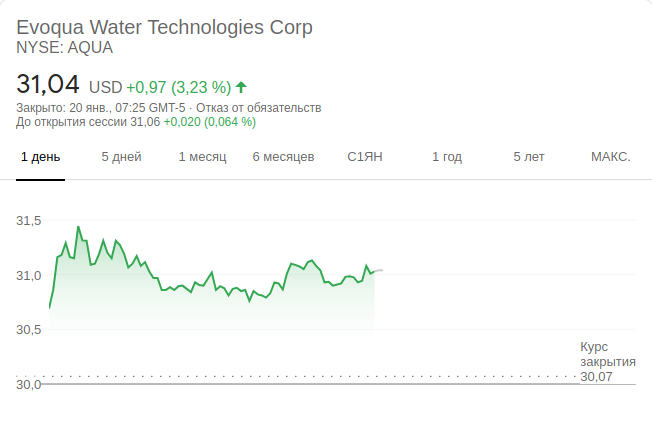 Evoqua Water Technologies Corp
NYSE: AQUA
31,04 USD +0,97 (3,23 %)
Закрыто: 20 янв., 07:25 GMT-5 · Отказ от обязательств
До открытия сессии 31,06 +0,020 (0,064 %)
1 день 5 дней 1 месяц 6 месяцев С1ЯН 1 год 5 лет МАКС.
31,5
31,0
30,5
Курс
закрытия
30,07
30,0